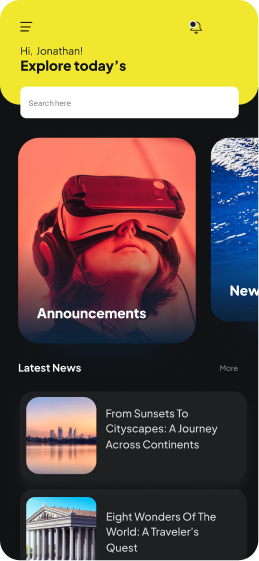 Hi, Jonathan!
Explore today’s
Search here
Announcements
New
Latest News
More
From Sunsets To
Cityscapes: A Journey
Across Continents
Eight Wonders Of The
World: A Traveler’s
Quest